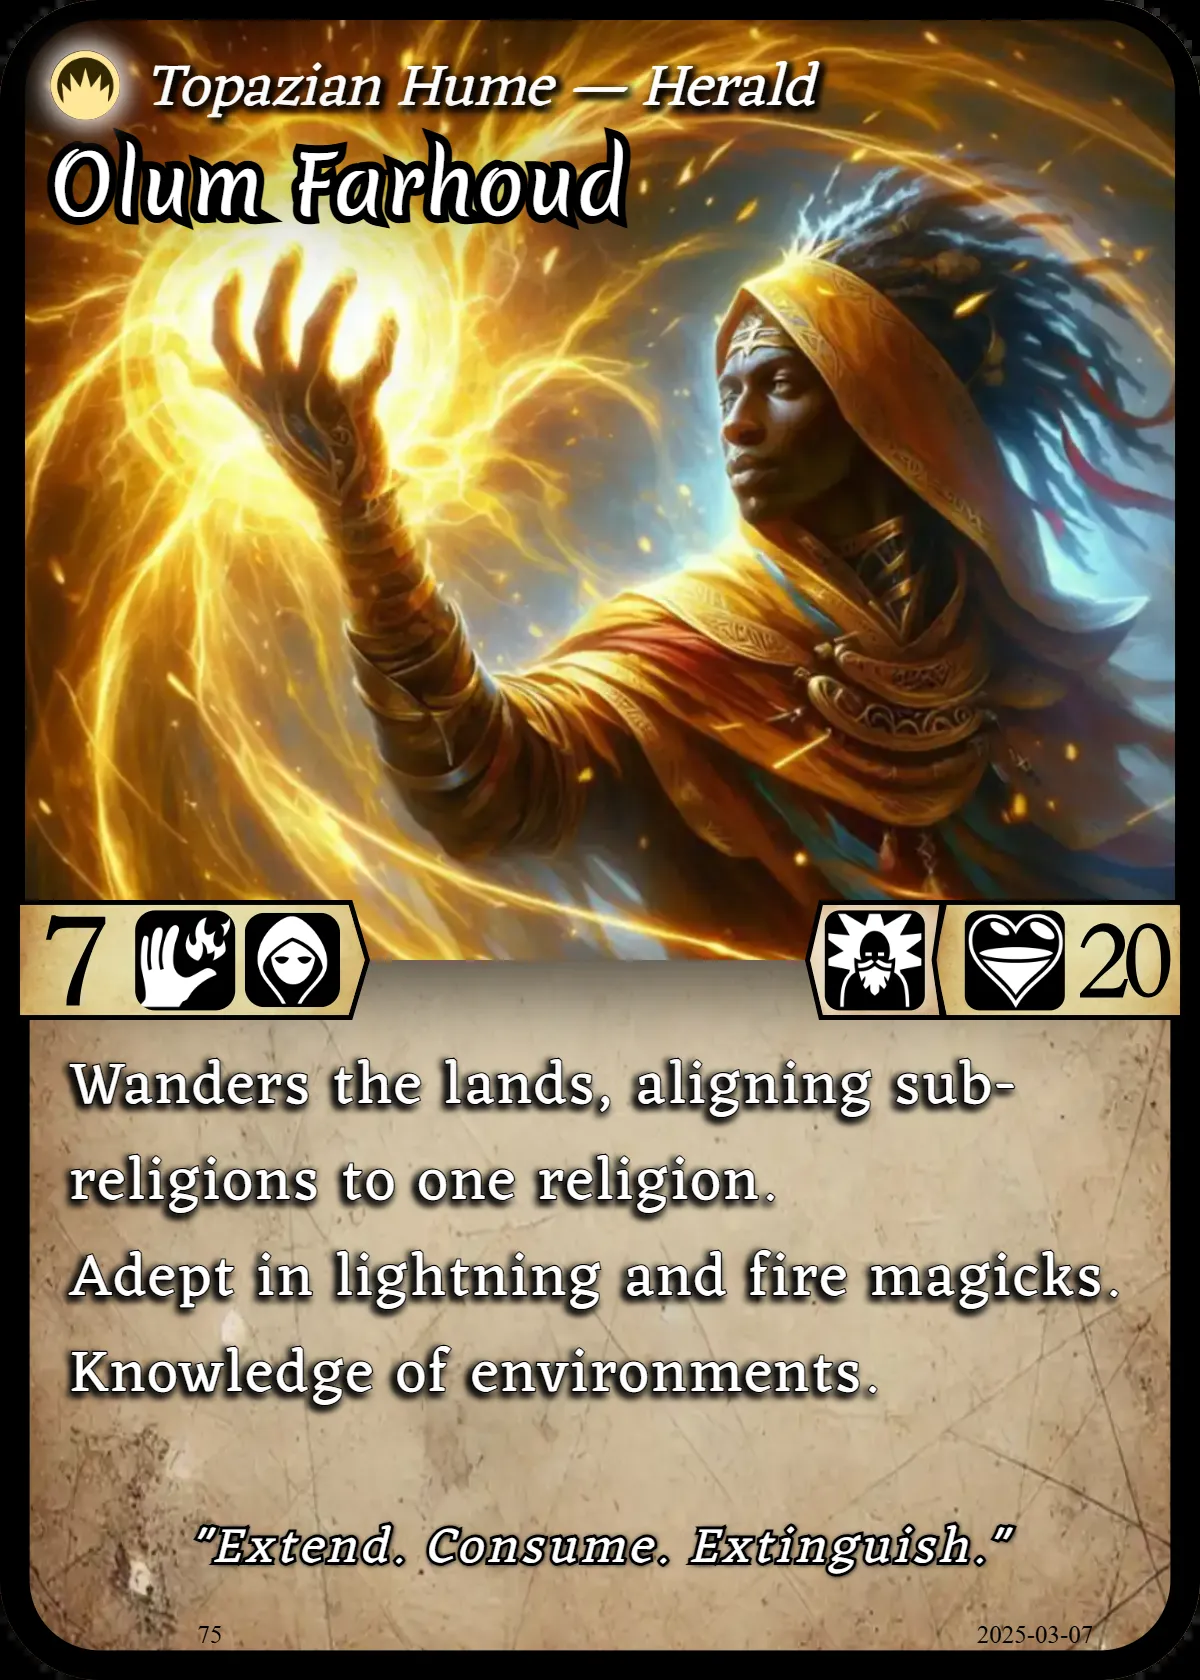 Topazian Hume — Herald
Olum Farhoud
7
20
Wanders the lands, aligning sub-
religions to one religion.
Adept in lightning and fire magicks.
Knowledge of environments.
"Extend. Consume. Extinguish."
75
2025-03-07